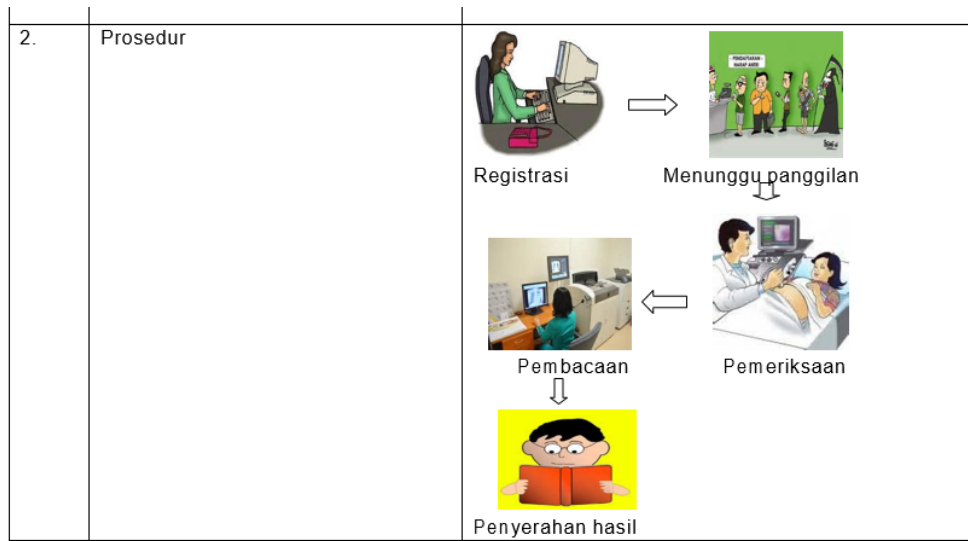 2.
Prosedur
Registrasi
Menunggu panggilan
Pembacaan
Pemeriksaan
Penyerahan hasil